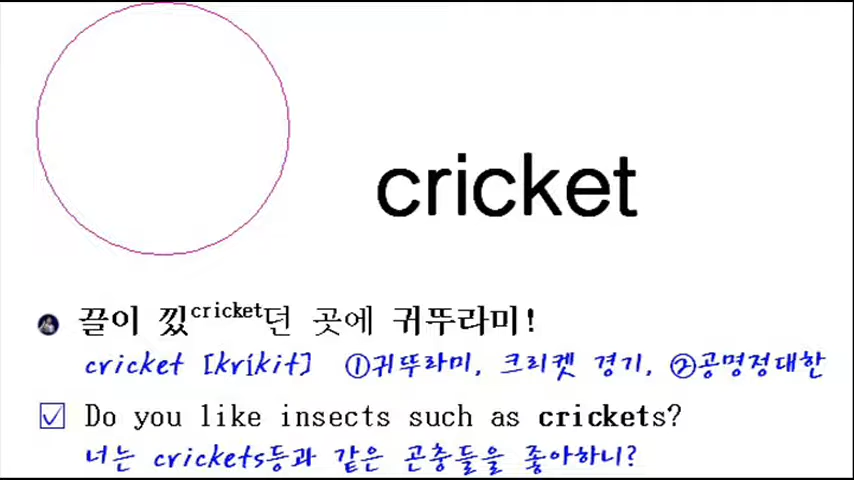 cricket
끌이 낐cricket던 곳에 귀뚜라미!
cricket [kríkit] ①귀뚜라미, 크리켓 경기, ②공명정대한
Do you like insects such as crickets?
너는 crickets등과 같은 곤충들을 좋아하니?